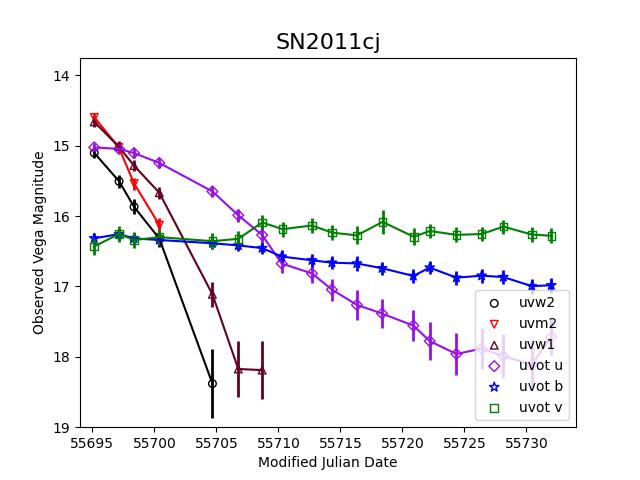 SN2011cj
Observed Vega Magnitude
14
15
16
17
18
19
55695 55700 55705 55710 55715 55720 55725 55730
Modified Julian Date
uvw2
uvm2
uvw1
uvot u
uvot b
uvot v